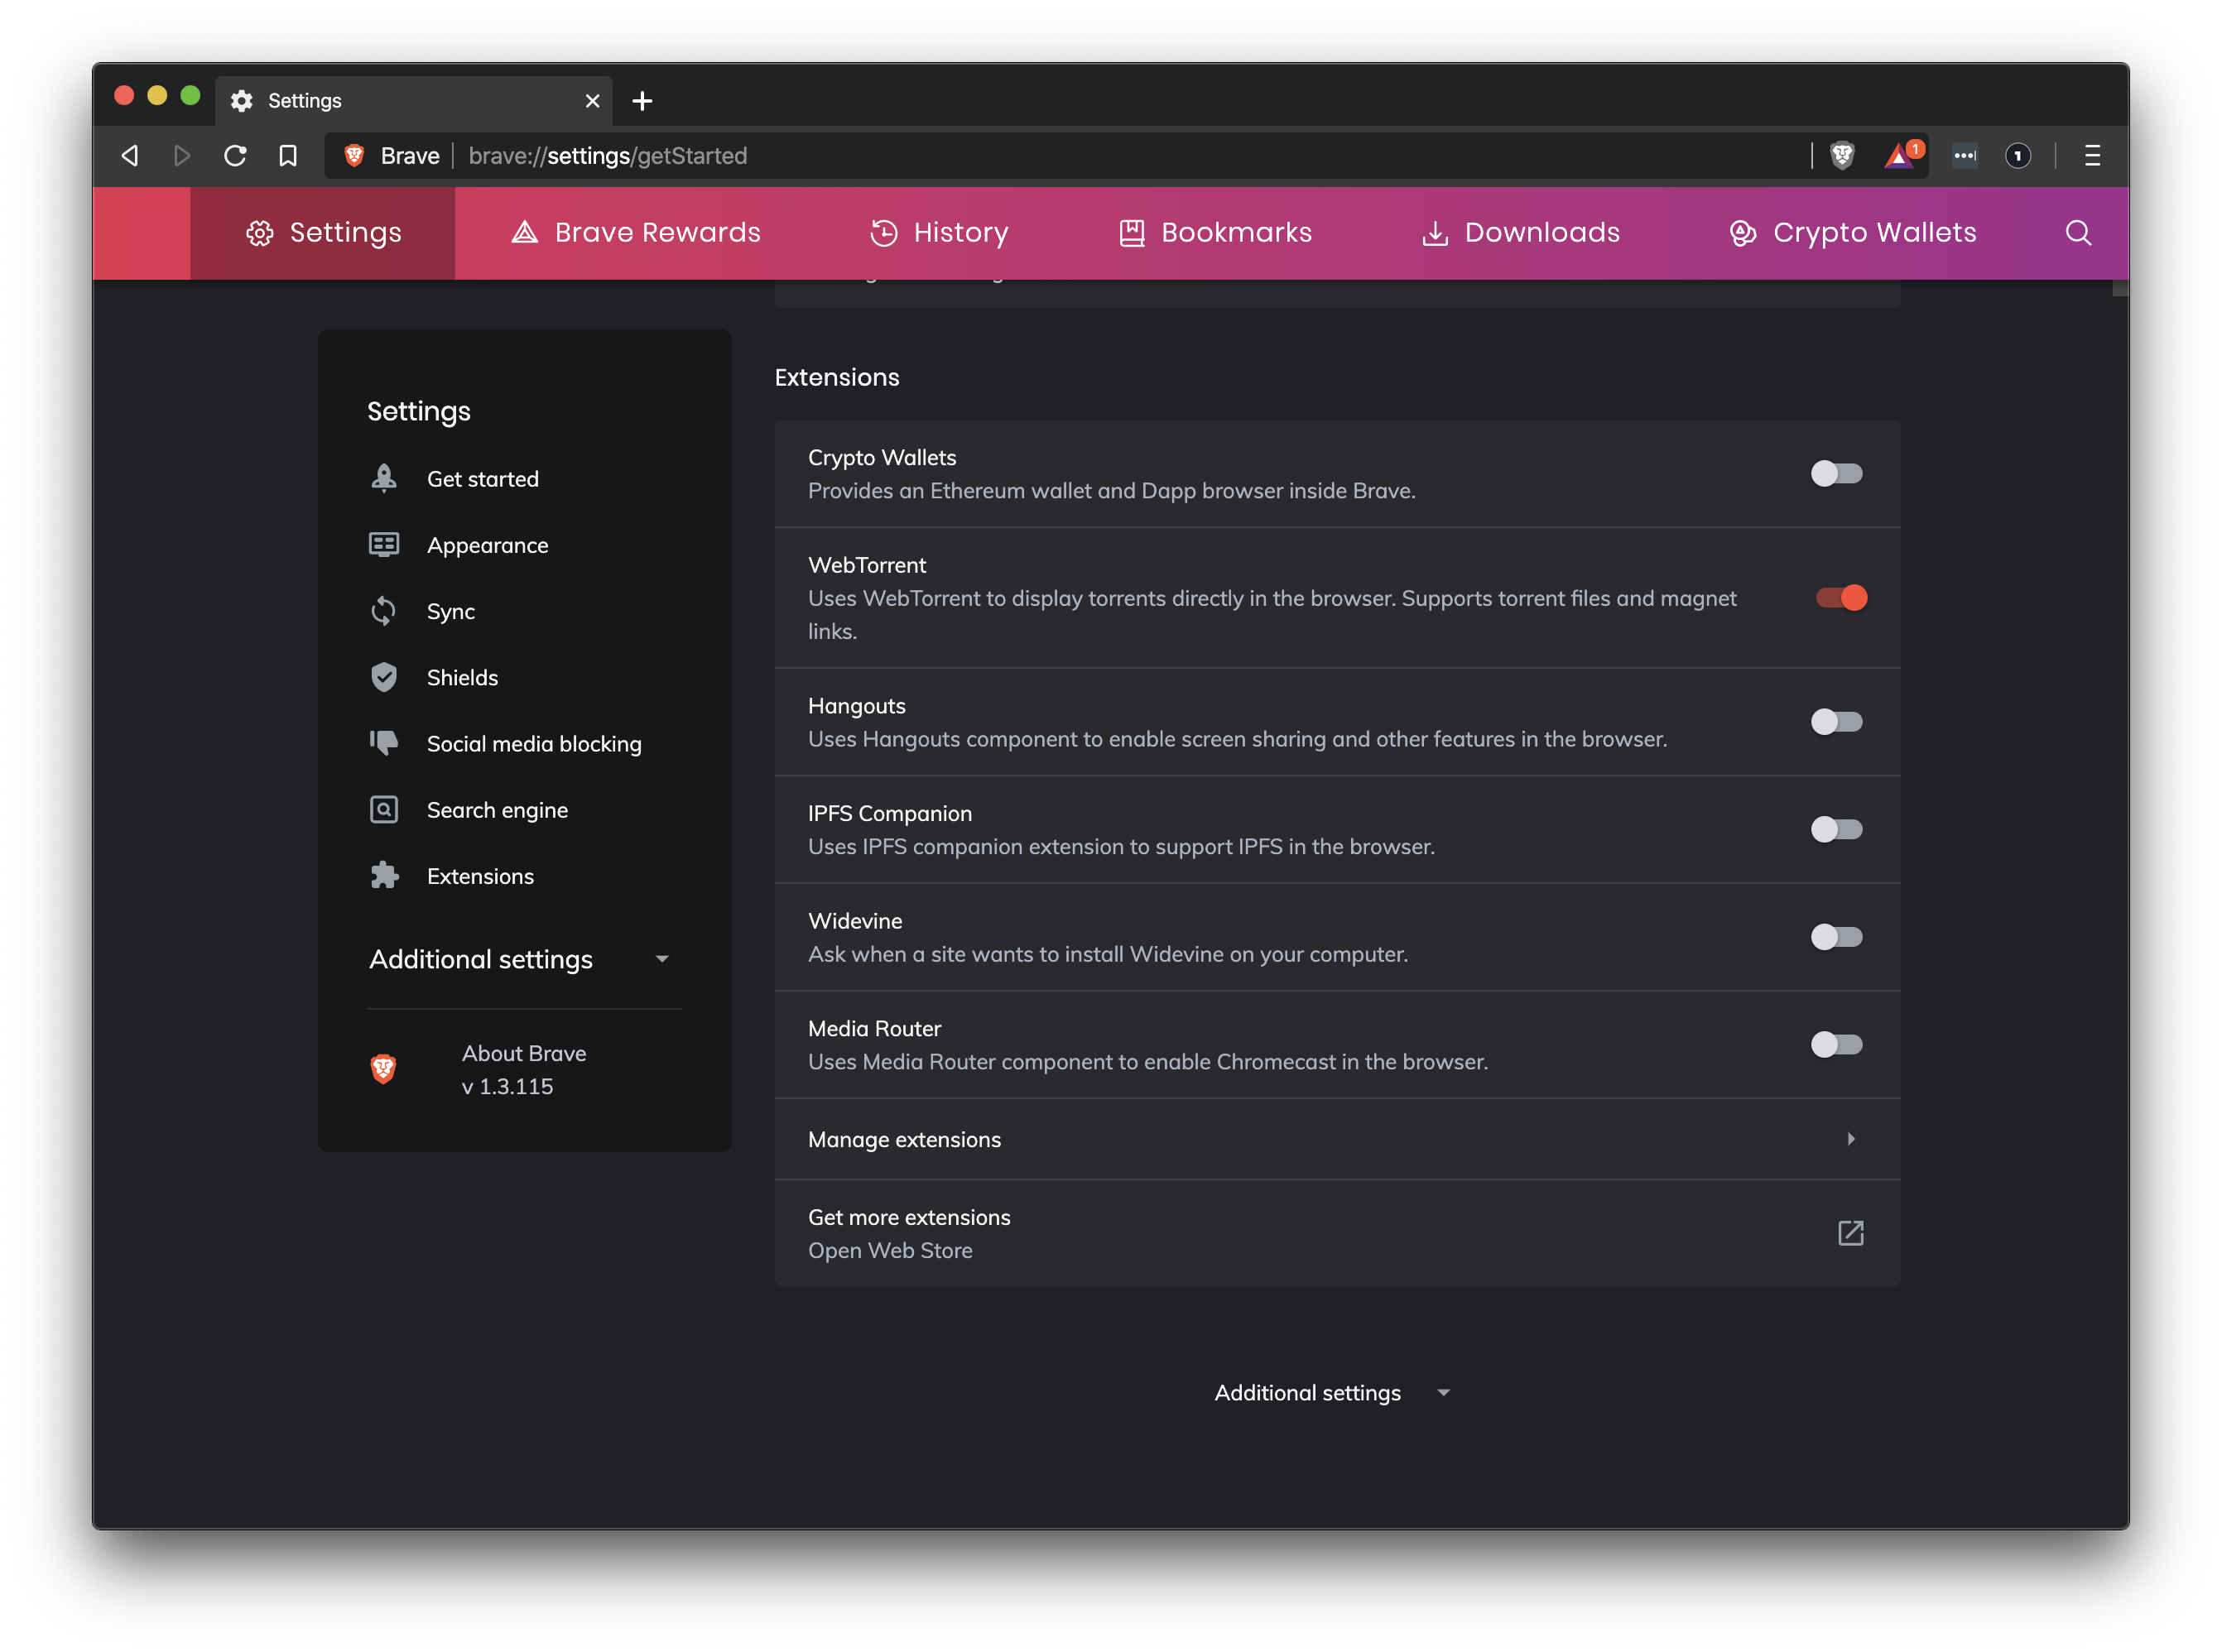 Settings
Brave
brave://settings/getStarted
1
1
Settings
Brave Rewards
History
Bookmarks
Downloads
Crypto Wallets
Settings
Get started
Appearance
Sync
Shields
Social media blocking
Search engine
Extensions
Additional settings
About Brave
v 1.3.115
Extensions
Crypto Wallets
Provides an Ethereum wallet and Dapp browser inside Brave.
WebTorrent
Uses WebTorrent to display torrents directly in the browser. Supports torrent files and magnet
links.
Hangouts
Uses Hangouts component to enable screen sharing and other features in the browser.
IPFS Companion
Uses IPFS companion extension to support IPFS in the browser.
Widevine
Ask when a site wants to install Widevine on your computer.
Media Router
Uses Media Router component to enable Chromecast in the browser.
Manage extensions
Get more extensions
Open Web Store
Additional settings